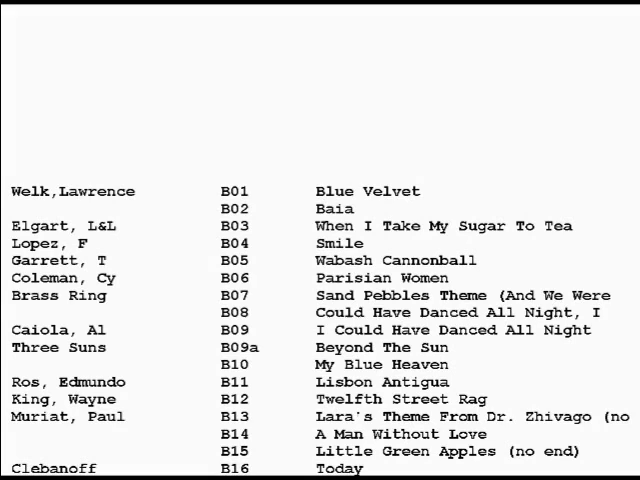 Welk,Lawrence B01 Blue Velvet
B02 Baia
Elgart, L&L B03 When I Take My Sugar To Tea
Lopez, F B04 Smile
Garrett, T B05 Wabash Cannonball
Coleman, Cy B06 Parisian Women
Brass Ring B07 Sand Pebbles Theme (And We Were
B08 Could Have Danced All Night, I
Caiola, Al B09 I Could Have Danced All Night
Three Suns B09a Beyond The Sun
B10 My Blue Heaven
Ros, Edmundo B11 Lisbon Antigua
King, Wayne B12 Twelfth Street Rag
Muriat, Paul B13 Lara's Theme From Dr. Zhivago (no
B14 A Man Without Love
B15 Little Green Apples (no end)
Clebanoff B16 Today